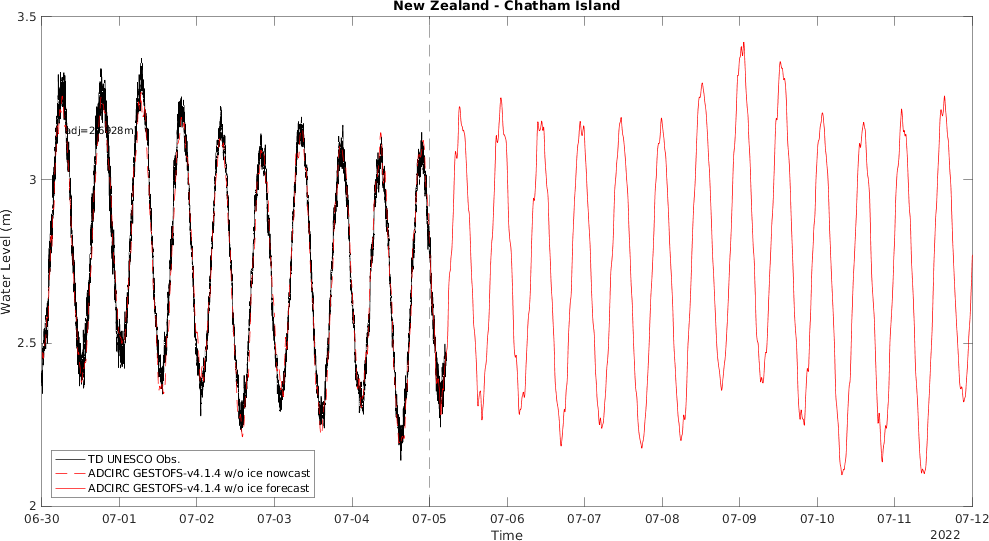 New Zealand - Chatham Island
3.5
3
2.5
2
Water Level (m)
TD UNESCO Obs.
ADCIRC GESTOFS-v4.1.4 w/o ice nowcast
ADCIRC GESTOFS-v4.1.4 w/o ice forecast
06-30 07-01 07-02 07-03 07-04 07-05 07-06 07-07 07-08 07-09 07-10 07-11 07-12
Time
2022